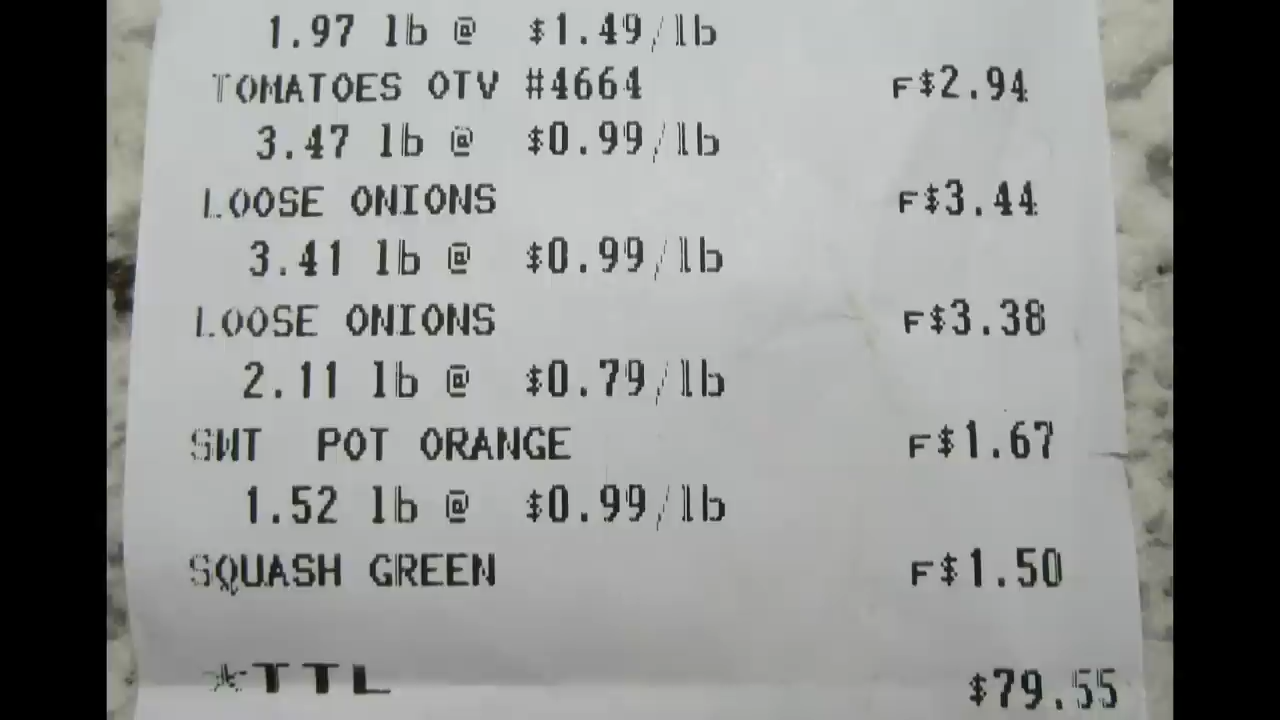 1.97 lb @ $1.49/lb
TOMATOES OTV #4664 F$2.94
3.47 lb @ $0.99/lb
LOOSE ONIONS F$3.44
3.41 lb @ $0.99/lb
LOOSE ONIONS F$3.38
2.11 lb @ $0.79/lb
SWT POT ORANGE F$1.67
1.52 lb @ $0.99/lb
SQUASH GREEN F$1.50
*TTL $79.55